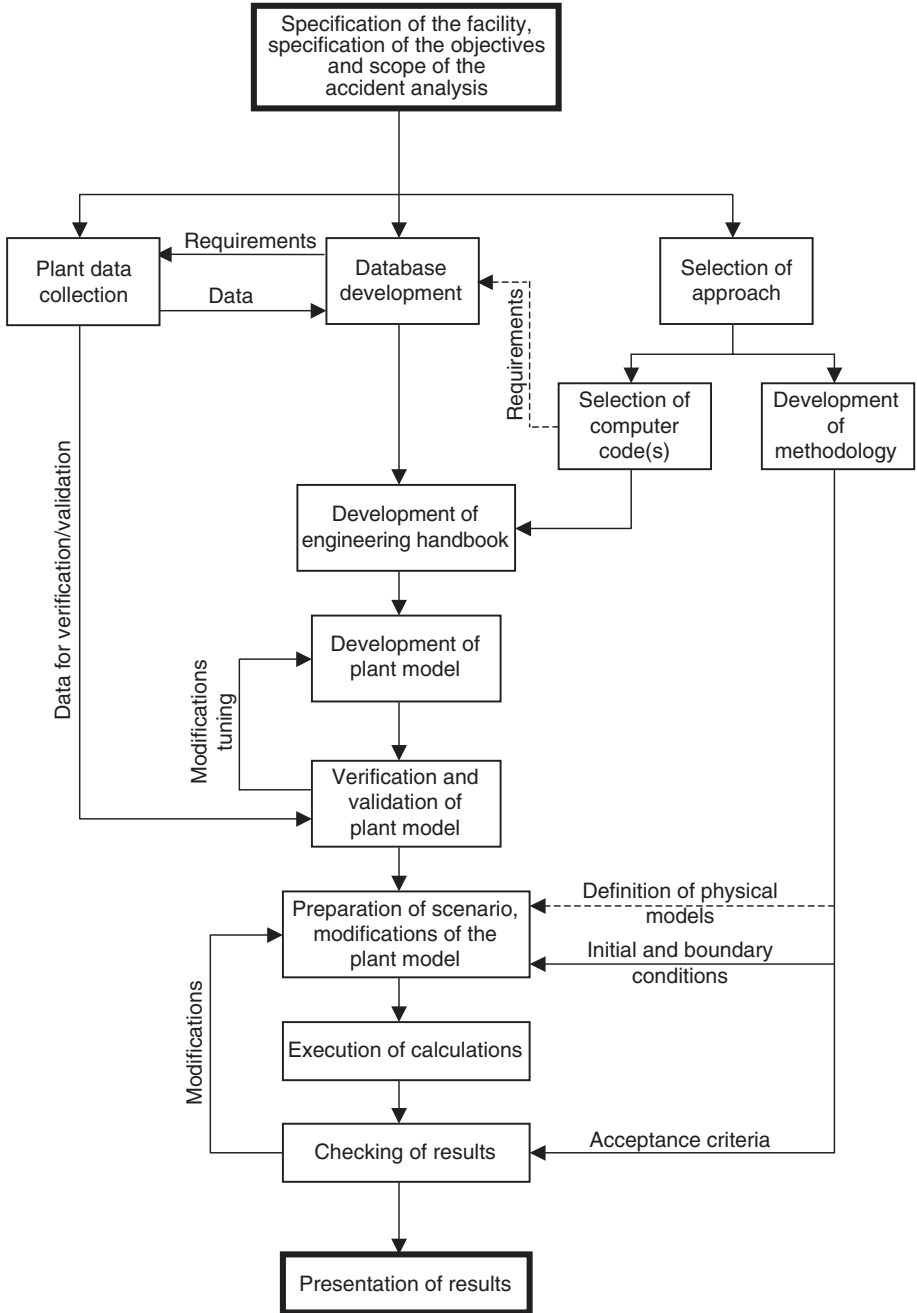 Specification of the facility,
specification of the objectives
and scope of the
accident analysis
Plant data
collection
Requirements
Data
Database
development
Selection of
approach
Requirements
Selection of
computer
code(s)
Development
of
methodology
Development of
engineering handbook
Data for verification/validation
Development of
plant model
Modifications
tuning
Verification and
validation of
plant model
Preparation of scenario,
modifications of the
plant model
Definition of physical
models
Initial and boundary
conditions
Modifications
Execution of calculations
Checking of results
Acceptance criteria
Presentation of results